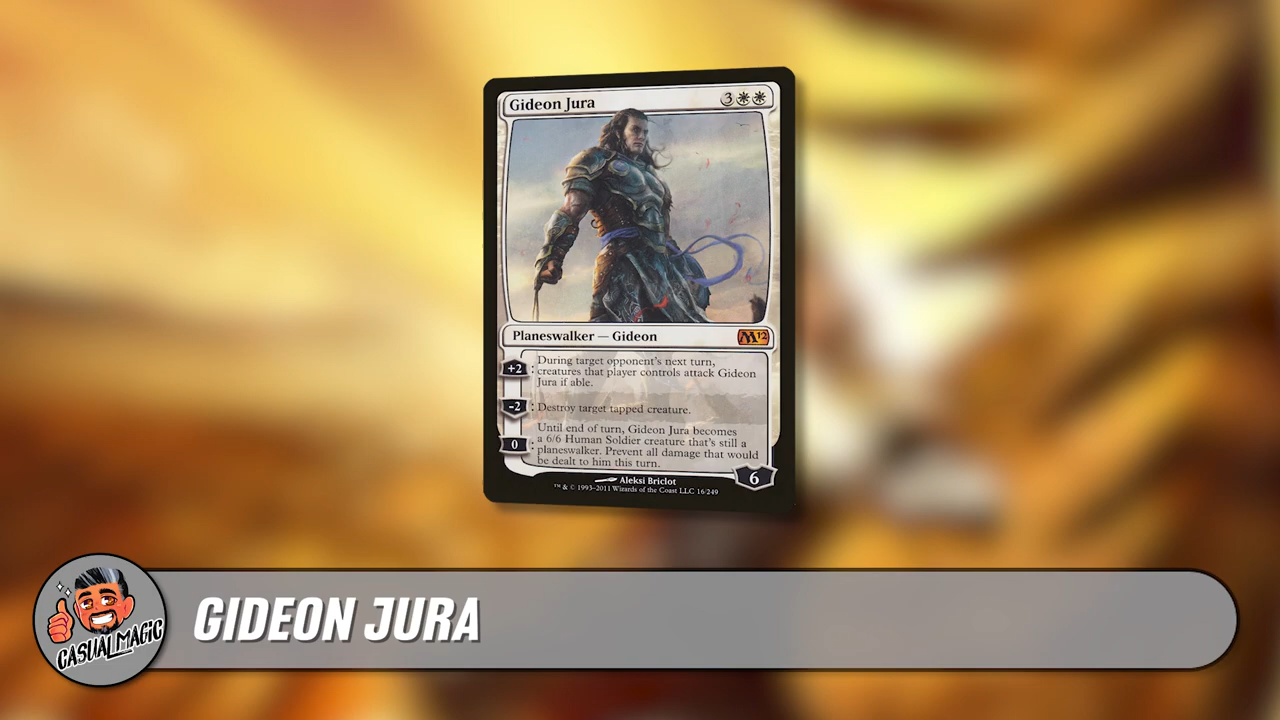 Gideon Jura
3
Planeswalker — Gideon
M12
+2 : During target opponent's next turn,
creatures that player controls attack Gideon
Jura if able.
-2 : Destroy target tapped creature.
Until end of turn, Gideon Jura becomes
0 : a 6/6 Human Soldier creature that's still a
planeswalker. Prevent all damage that would
be dealt to him this turn.
6
Aleksi Briclot
™ & © 1993–2011 Wizards of the Coast LLC 16/249
CASUAL MAGIC
GIDEON JURA